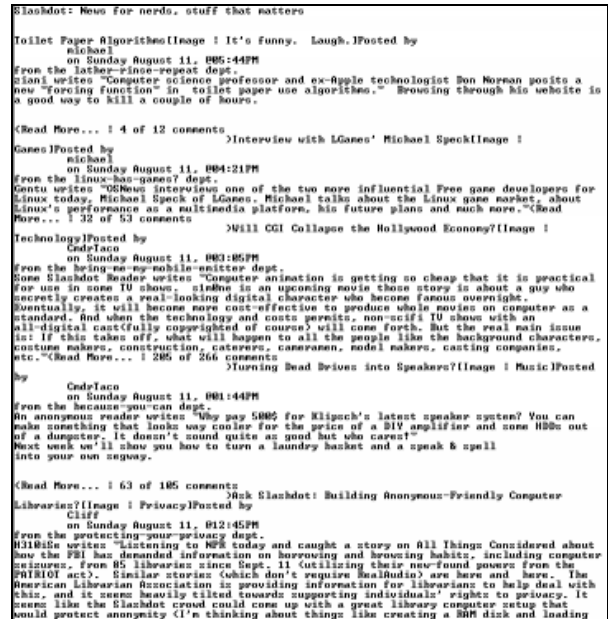 Slashdot: News for nerds, stuff that matters
Toilet Paper Algorithms[Image | It's funny.  Laugh.]Posted by
michael
on Sunday August 11, @05:44PM
from the lather-rinse-repeat dept.
ziani writes "Computer science professor and ex-Apple technologist Don Norman posits a
new "forcing function" in  toilet paper use algorithms."  Browsing through his website is
a good way to kill a couple of hours.
(Read More... | 4 of 12 comments
)Interview with LGames' Michael Speck[Image |
Games]Posted by
michael
on Sunday August 11, @04:21PM
from the linux-has-games? dept.
Gentu writes "OSNews interviews one of the two more influential Free game developers for
Linux today, Michael Speck of LGames. Michael talks about the Linux game market, about
Linux's performance as a multimedia platform, his future plans and much more."(Read
More... | 32 of 53 comments
)Will CGI Collapse the Hollywood Economy?[Image |
Technology]Posted by
CmdrTaco
on Sunday August 11, @03:05PM
from the bring-me-my-mobile-emitter dept.
Some Slashdot Reader writes "Computer animation is getting so cheap that it is practical
for use in some TV shows.  s1m0ne is an upcoming movie those story is about a guy who
secretly creates a real-looking digital character who become famous overnight.
Eventually, it will become more cost-effective to produce whole movies on computer as a
standard. And when the technology and costs permits, non-scifi TV shows with an
all-digital cast(fully copyrighted of course) will come forth. But the real main issue
is: If this takes off, what will happen to all the people like the background characters,
costume makers, construction, caterers, cameramen, model makers, casting companies,
etc."(Read More... | 205 of 266 comments
)Turning Dead Drives into Speakers?[Image | Music]Posted
by
CmdrTaco
on Sunday August 11, @01:44PM
from the because-you-can dept.
An anonymous reader writes "Why pay 500$ for Klipsch's latest speaker system? You can
make something that looks way cooler for the price of a DIY amplifier and some HDDs out
of a dumpster. It doesn't sound quite as good but who cares!"
Next week we'll show you how to turn a laundry basket and a speak & spell
into your own segway.
(Read More... | 63 of 105 comments
)Ask Slashdot: Building Anonymous-Friendly Computer
Libraries?[Image | Privacy]Posted by
Cliff
on Sunday August 11, @12:45PM
from the protecting-your-privacy dept.
N310iSe writes "Listening to NPR today and caught a story on All Things Considered about
how the FBI has demanded information on borrowing and browsing habits, including computer
seizures, from 85 libraries since Sept. 11 (utilizing their new-found powers from the
PATRIOT act).  Similar stories (which don't require RealAudio) are here and  here.  The
American Librarian Association is providing information for librarians to help deal with
this, and it seems heavily tilted towards supporting individuals' rights to privacy. It
seems like the Slashdot crowd could come up with a great library computer setup that
would protect anonymity (I'm thinking about things like creating a RAM disk and loading